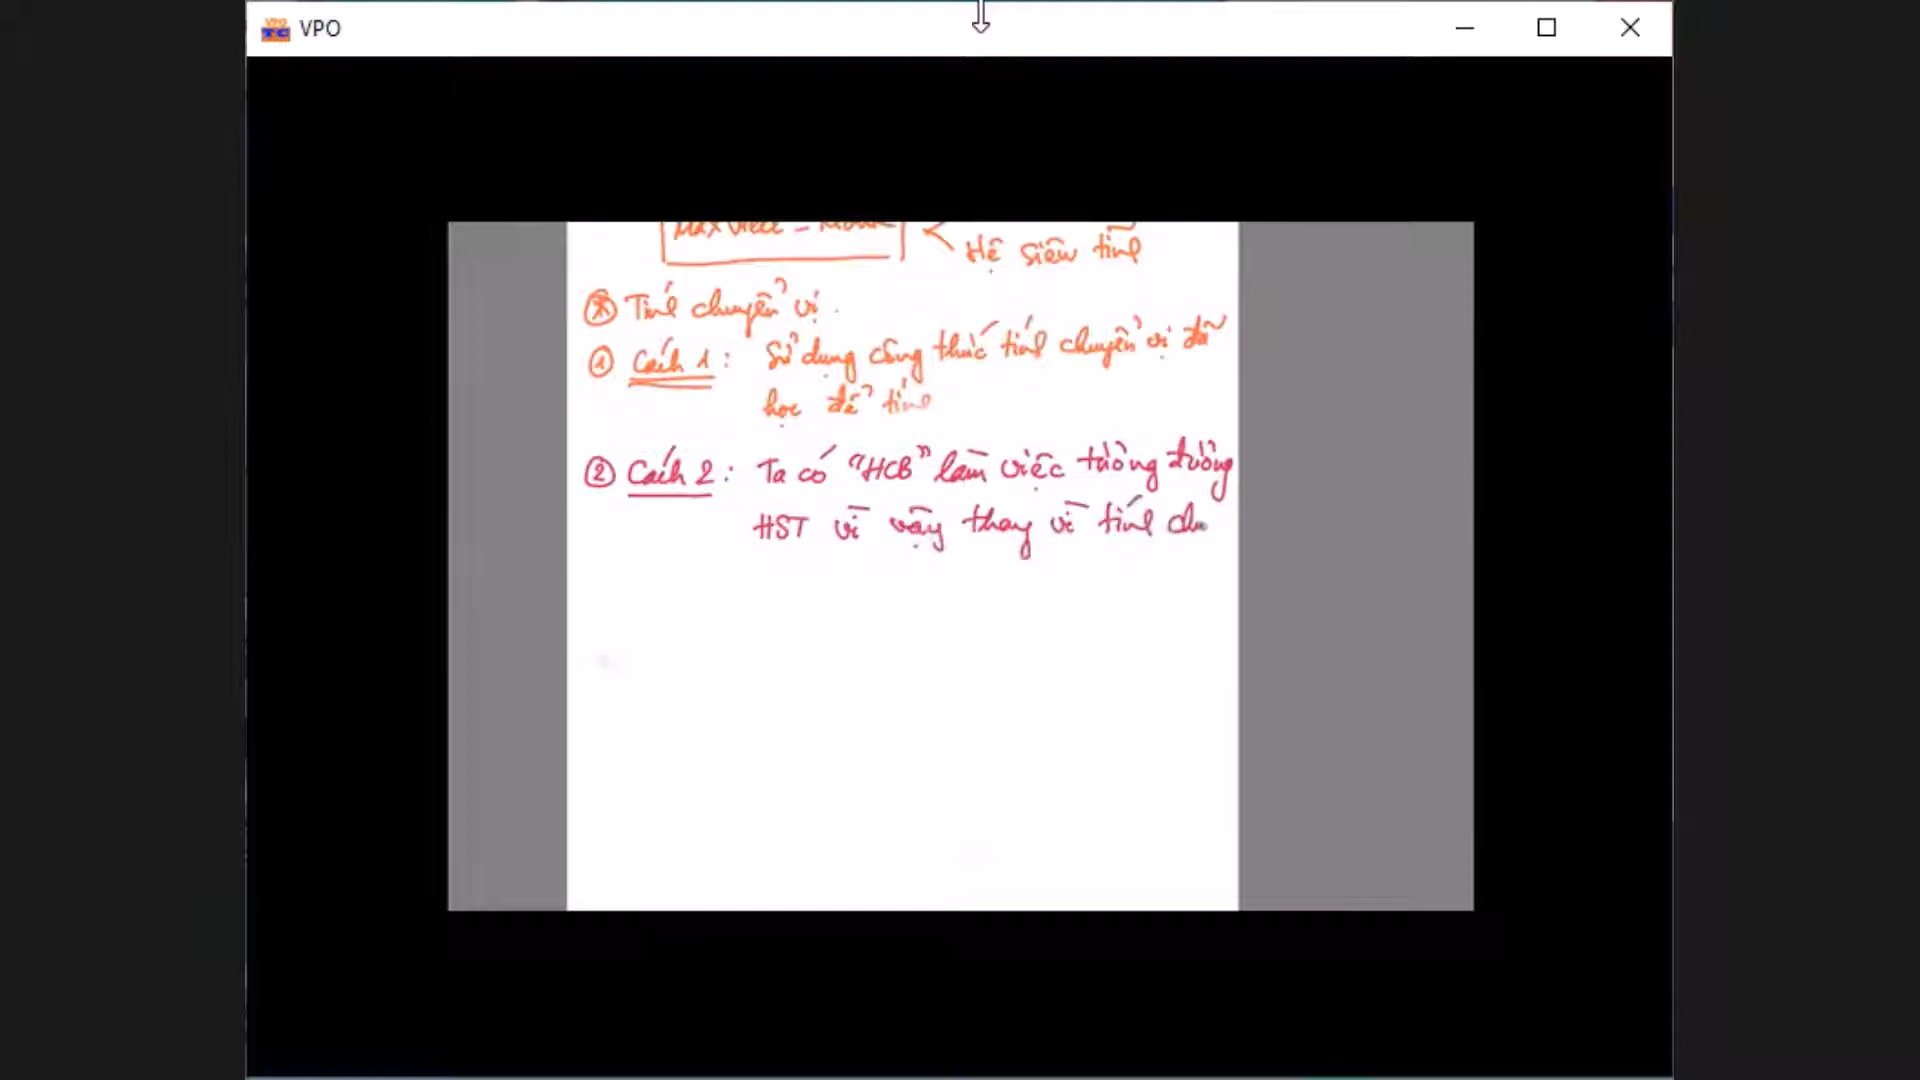 VPO
Hệ siêu tĩnh
Tính chuyển vị.
① Cách 1: Sử dụng công thức tính chuyển vị đã
học để tính
② Cách 2: Ta có "HCB" làm việc tương đương
HST vì vậy thay vì tính